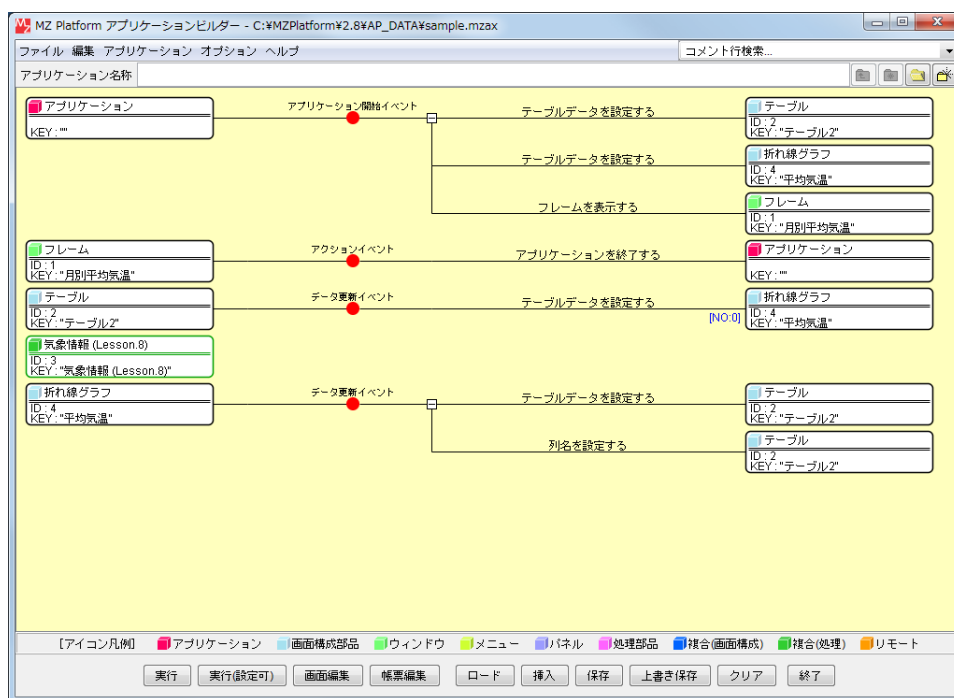 MZ Platform アプリケーションビルダー - C:¥MZPlatform¥2.8¥AP_DATA¥sample.mzax
ファイル 編集 アプリケーション オプション ヘルプ
コメント行検索...
アプリケーション名称
アプリケーション
KEY:""
アプリケーション開始イベント
テーブルデータを設定する
テーブル
ID:2
KEY:"テーブル2"
テーブルデータを設定する
折れ線グラフ
ID:4
KEY:"平均気温"
フレームを表示する
フレーム
ID:1
KEY:"月別平均気温"
フレーム
ID:1
KEY:"月別平均気温"
アクションイベント
アプリケーションを終了する
アプリケーション
KEY:""
テーブル
ID:2
KEY:"テーブル2"
データ更新イベント
テーブルデータを設定する
[NO:0]
折れ線グラフ
ID:4
KEY:"平均気温"
気象情報 (Lesson.8)
ID:3
KEY:"気象情報 (Lesson.8)"
折れ線グラフ
ID:4
KEY:"平均気温"
データ更新イベント
テーブルデータを設定する
テーブル
ID:2
KEY:"テーブル2"
列名を設定する
テーブル
ID:2
KEY:"テーブル2"
[アイコン凡例] アプリケーション 画面構成部品 ウィンドウ メニュー パネル 処理部品 複合(画面構成) 複合(処理) リモート
実行 実行(設定可) 画面編集 帳票編集 ロード 挿入 保存 上書き保存 クリア 終了